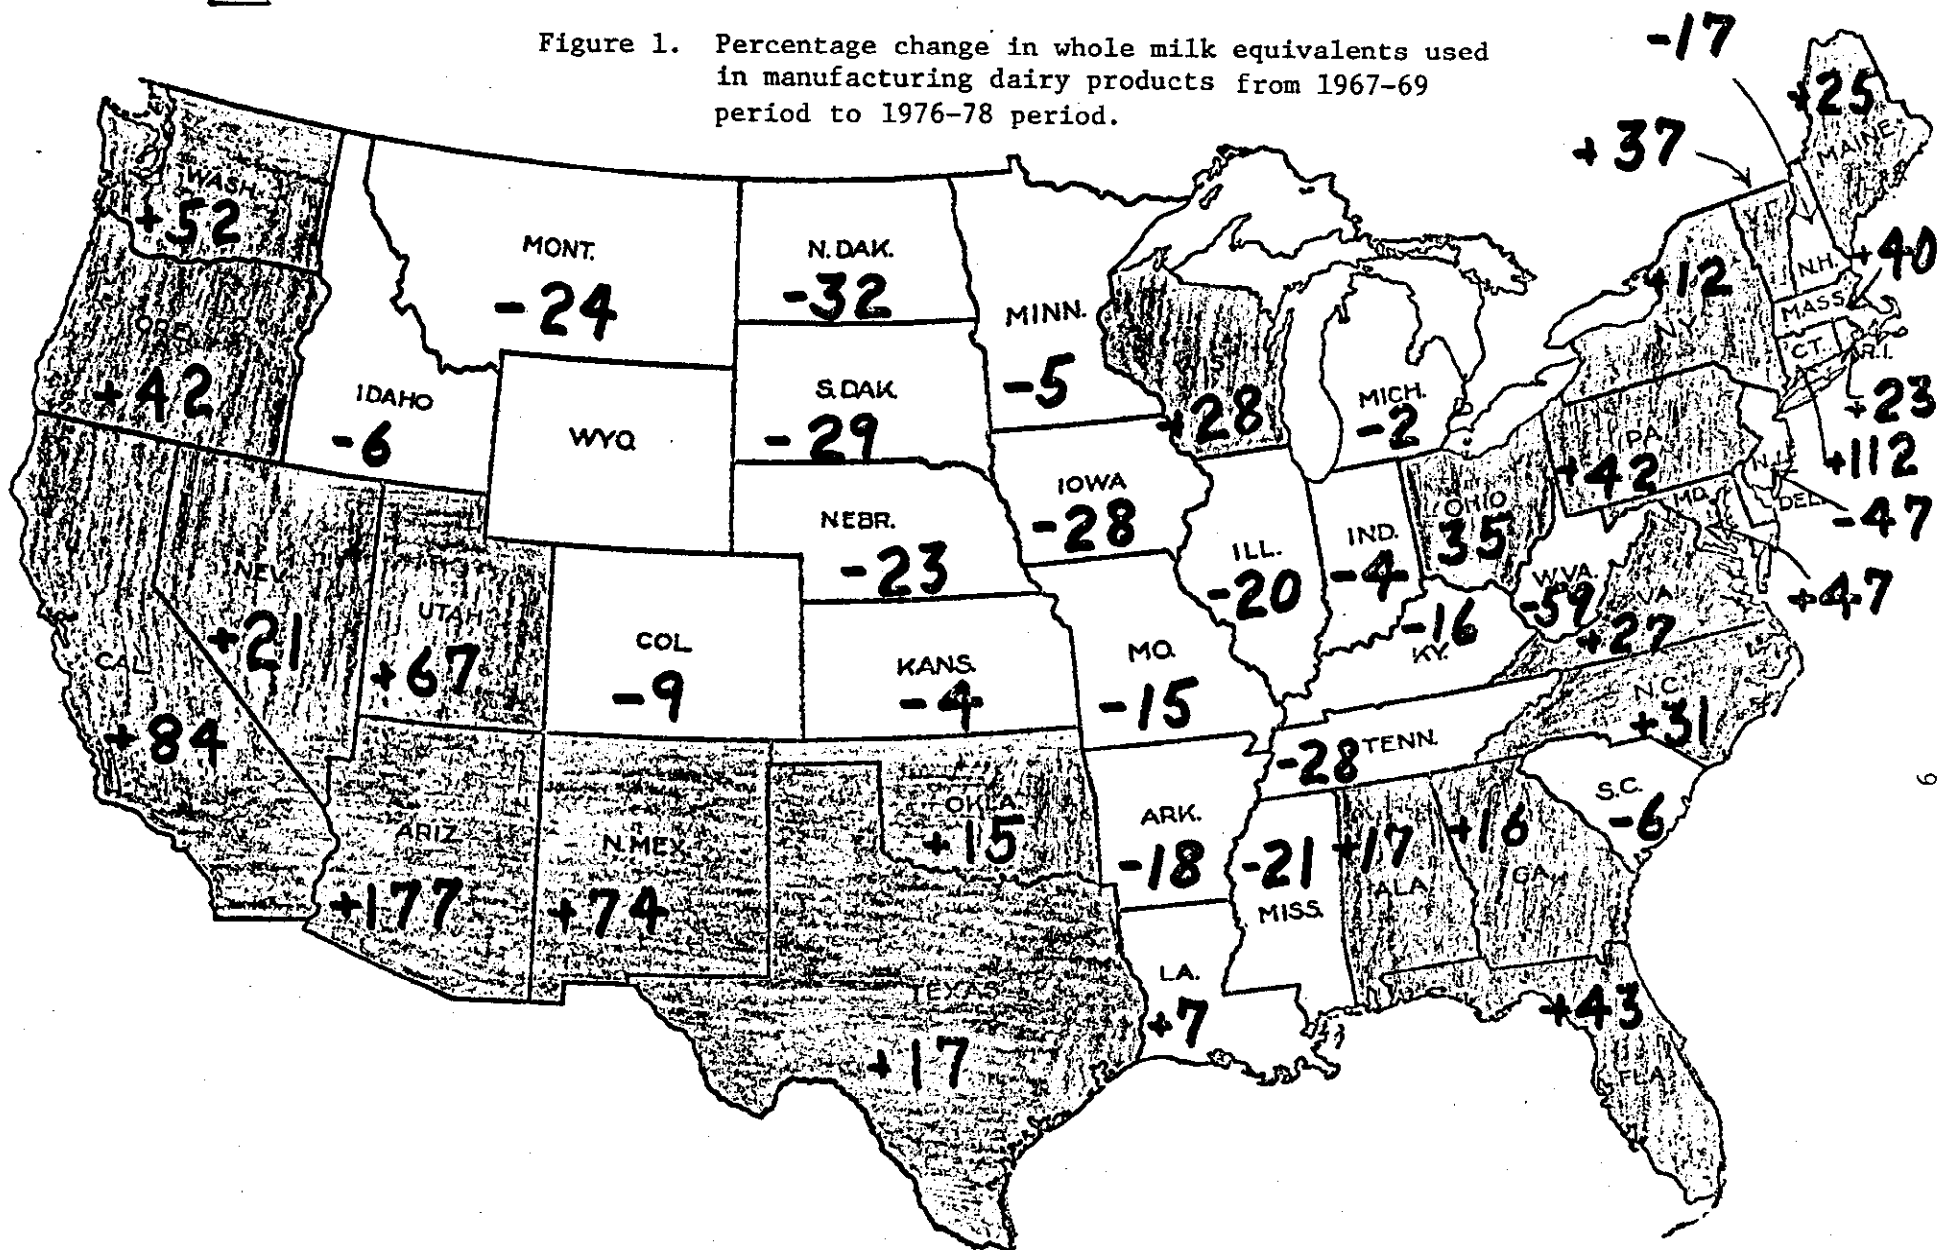 Figure 1. Percentage change in whole milk equivalents used
in manufacturing dairy products from 1967-69
period to 1976-78 period.
-17
+25
MAINE
+37
WASH.
+52
MONT.
-24
N.DAK.
-32
MINN.
-5
VT.
N.H.
+40
+12
N.Y.
MASS.
CT.
R.I.
+23
+112
ORE.
+42
IDAHO
-6
WYO.
S.DAK.
-29
+28
MICH.
-2
PA.
+42
N.J.
-47
DEL.
MD.
+47
NEBR.
-23
IOWA
-28
ILL.
-20
IND.
-4
OHIO
35
W.VA.
-59
VA.
+27
NEV.
+21
UTAH
+67
COL.
-9
KANS.
-4
MO.
-15
-16
KY.
CAL.
+84
N.C.
+31
-28 TENN.
S.C.
-6
9
ARIZ.
+177
N.MEX.
+74
OKLA.
+15
ARK.
-18
-21
MISS.
+17
ALA.
+16
GA.
TEXAS
+17
LA.
+7
+43
FLA.